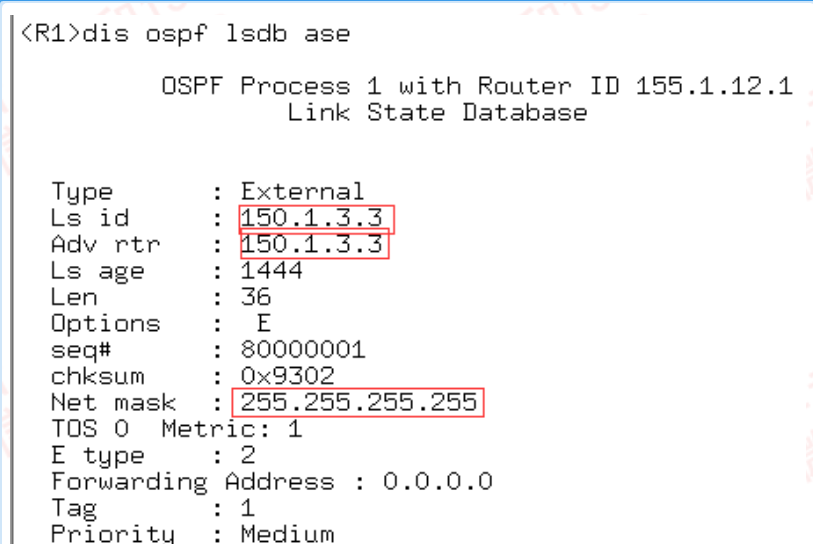 <R1>dis ospf lsdb ase
OSPF Process 1 with Router ID 155.1.12.1
Link State Database
Type : External
Ls id : 150.1.3.3
Adv rtr : 150.1.3.3
Ls age : 1444
Len : 36
Options : E
seq# : 80000001
chksum : 0x9302
Net mask : 255.255.255.255
TOS 0 Metric: 1
E type : 2
Forwarding Address : 0.0.0.0
Tag : 1
Priority : Medium